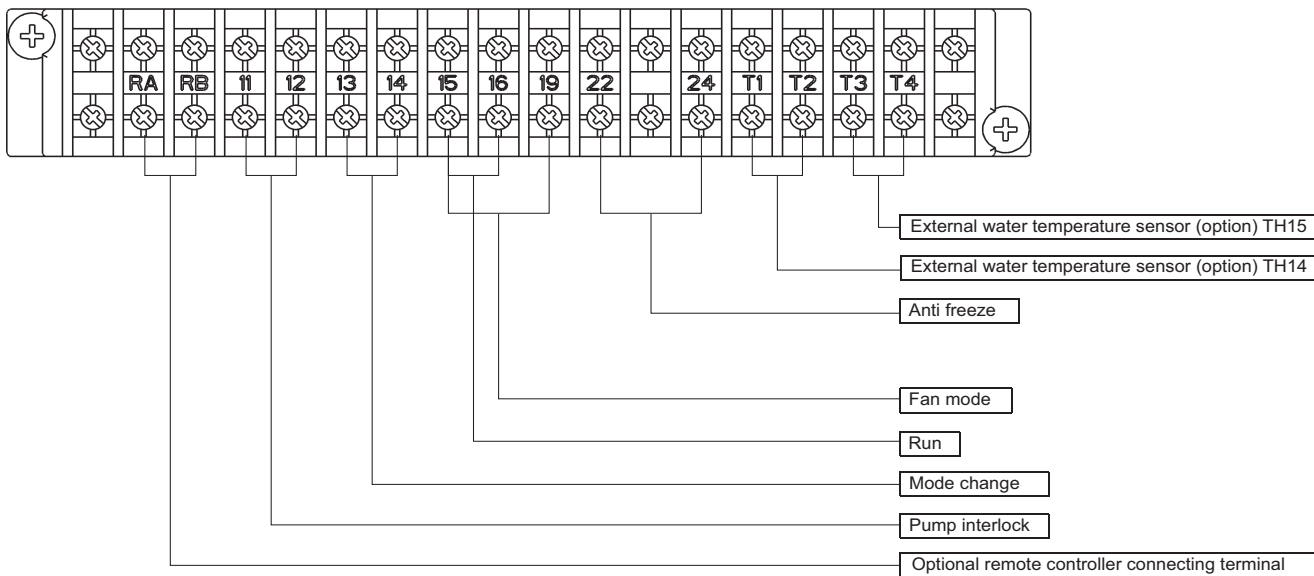 RA RB 11 12 13 14 15 16 19 22 24 T1 T2 T3 T4
External water temperature sensor (option) TH15
External water temperature sensor (option) TH14
Anti freeze
Fan mode
Run
Mode change
Pump interlock
Optional remote controller connecting terminal